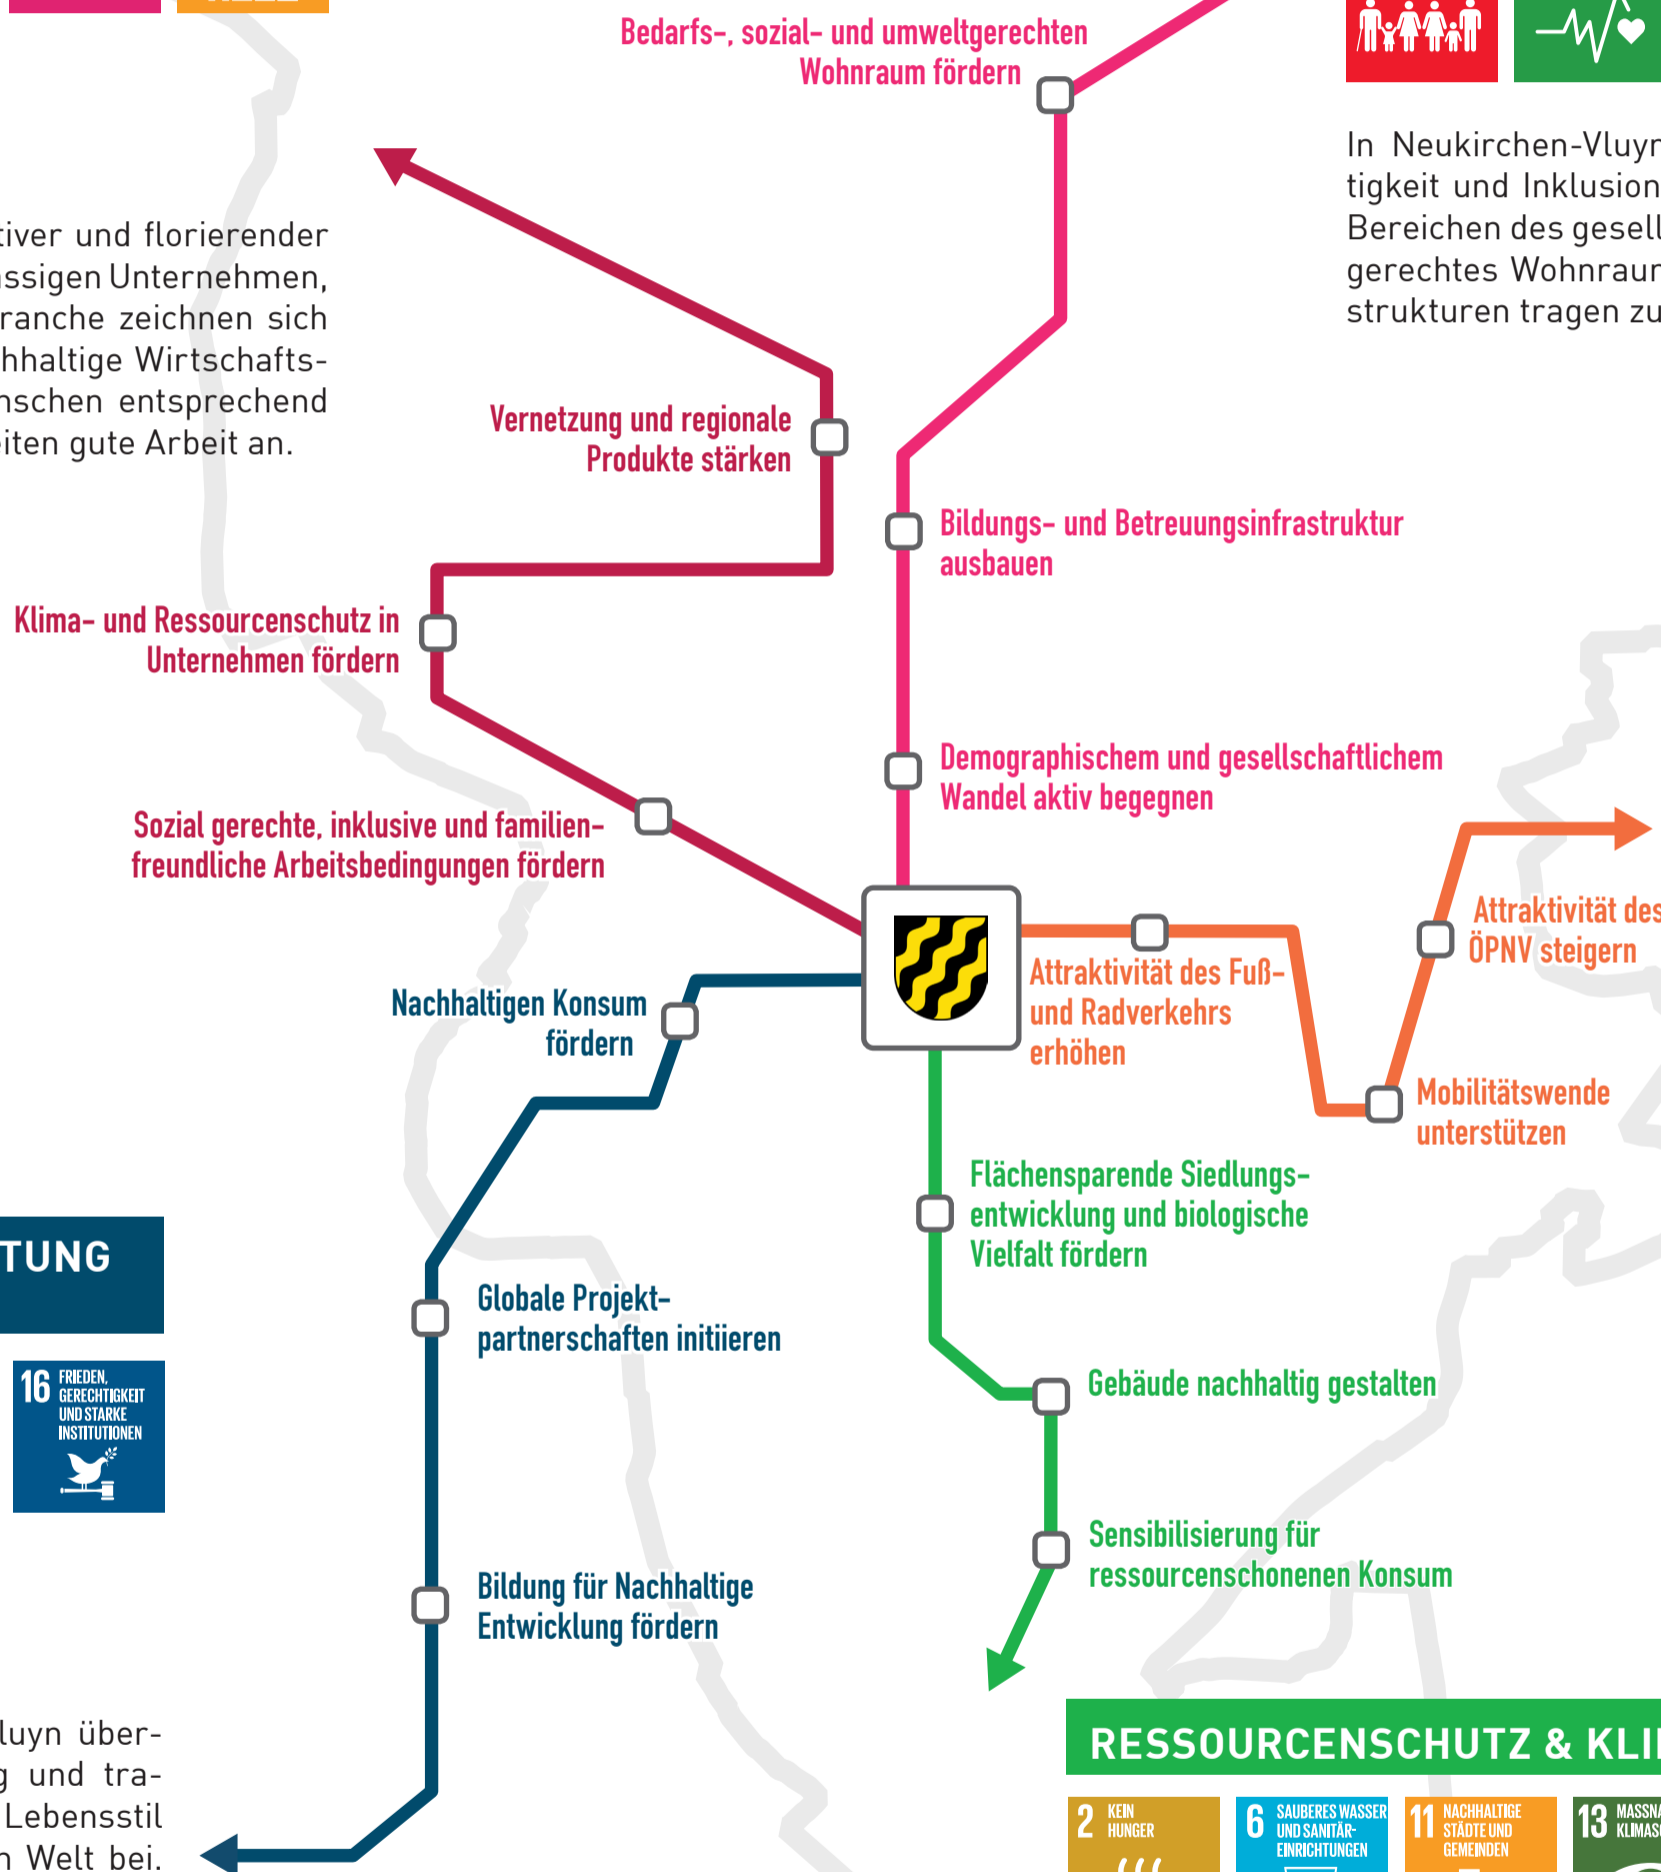 Bedarfs-, sozial- und umweltgerechten
Wohnraum fördern
In Neukirchen-Vluyn
tigkeit und Inklusion
Bereichen des gesell
gerechtes Wohnraum
strukturen tragen zu
tiver und florierender
ssigen Unternehmen,
ranche zeichnen sich
hhaltige Wirtschafts-
nschen entsprechend
eiten gute Arbeit an.
Vernetzung und regionale
Produkte stärken
Bildungs- und Betreuungsinfrastruktur
ausbauen
Klima- und Ressourcenschutz in
Unternehmen fördern
Demographischem und gesellschaftlichem
Wandel aktiv begegnen
Sozial gerechte, inklusive und familien-
freundliche Arbeitsbedingungen fördern
Attraktivität des
ÖPNV steigern
Attraktivität des Fuß-
und Radverkehrs
erhöhen
Nachhaltigen Konsum
fördern
Mobilitätswende
unterstützen
Flächensparende Siedlungs-
entwicklung und biologische
Vielfalt fördern
TUNG
Globale Projekt-
partnerschaften initiieren
16 FRIEDEN,
GERECHTIGKEIT
UND STARKE
INSTITUTIONEN
Gebäude nachhaltig gestalten
Sensibilisierung für
ressourcenschonenen Konsum
Bildung für Nachhaltige
Entwicklung fördern
luyn über-
g und tra-
Lebensstil
n Welt bei.
RESSOURCENSCHUTZ & KLI
2 KEIN
HUNGER
6 SAUBERES WASSER
UND SANITÄR-
EINRICHTUNGEN
11 NACHHALTIGE
STÄDTE UND
GEMEINDEN
13 MASSNA
KLIMASC